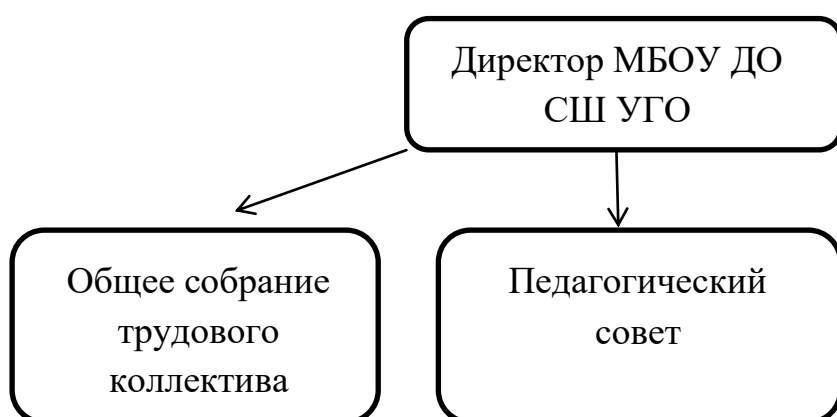 Директор МБОУ ДО
СШ УГО
Общее собрание
трудового
коллектива
Педагогический
совет